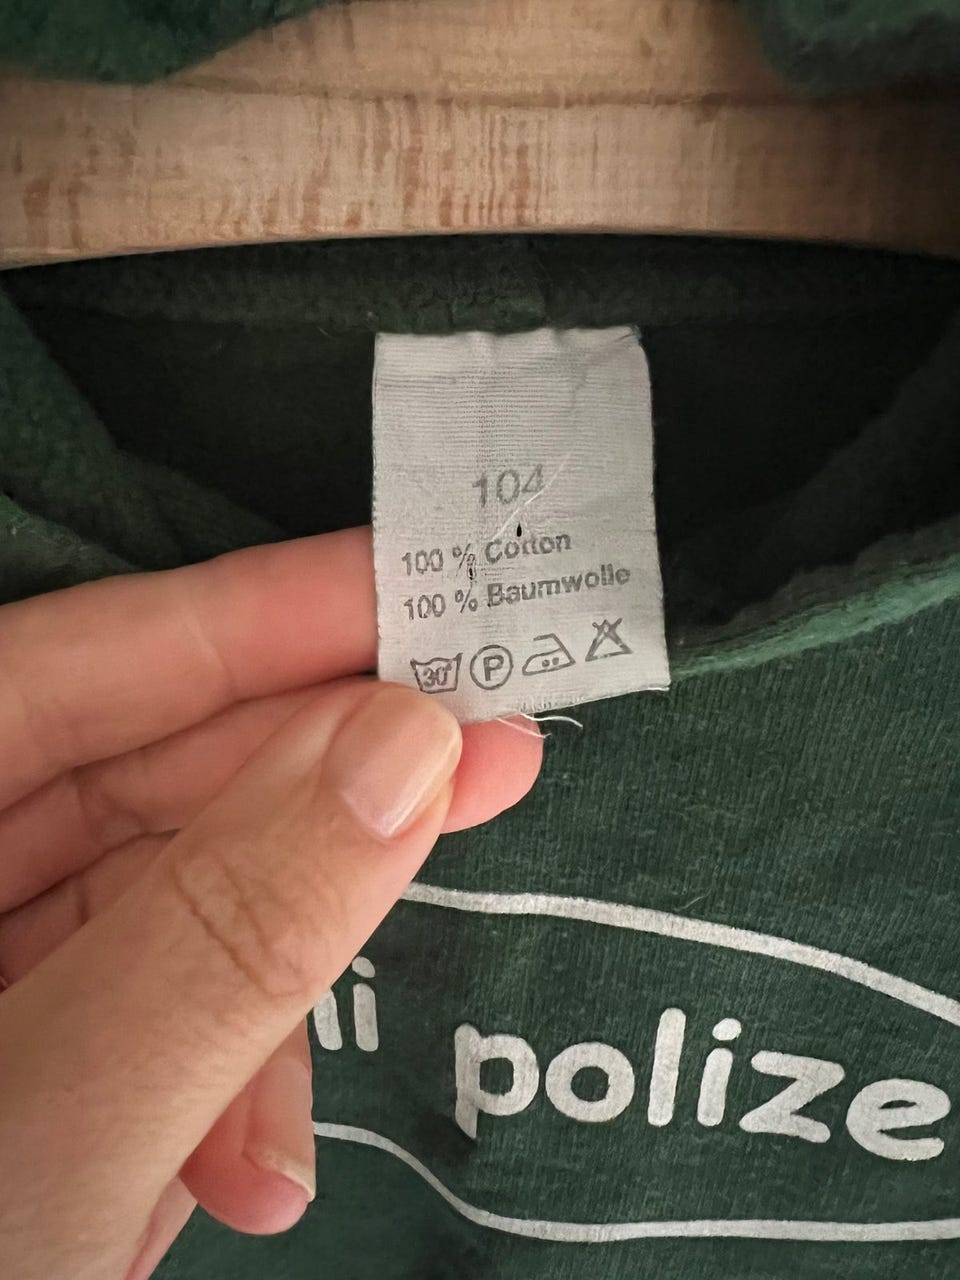 104
100 % Cotton
100 % Baumwolle
30° P
polize